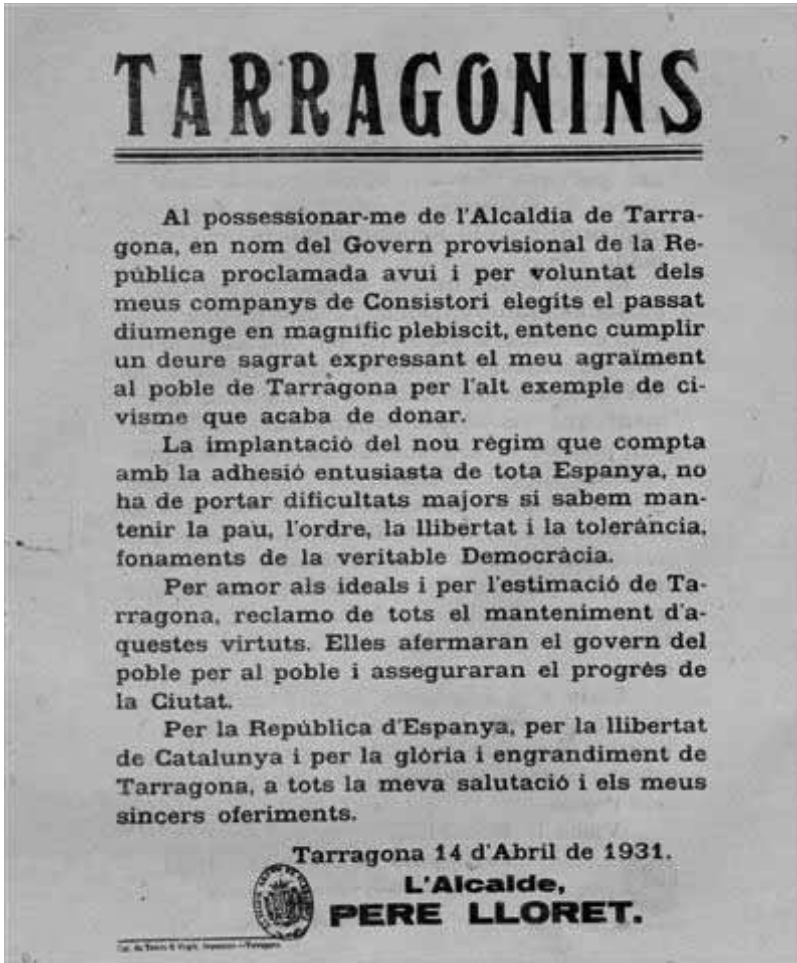 TARRAGONINS
Al possessionar-me de l'Alcaldia de Tarra-
gona, en nom del Govern provisional de la Re-
pública proclamada avui i per voluntat dels
meus companys de Consistori elegits el passat
diumenge en magnífic plebiscit, entenc cumplir
un deure sagrat expressant el meu agraïment
al poble de Tarragona per l'alt exemple de ci-
visme que acaba de donar.
La implantació del nou règim que compta
amb la adhesió entusiasta de tota Espanya, no
ha de portar dificultats majors si sabem man-
tenir la pau, l'ordre, la llibertat i la tolerància,
fonaments de la veritable Democràcia.
Per amor als ideals i per l'estimació de Ta-
rragona, reclamo de tots el manteniment d'a-
questes virtuts. Elles afermaran el govern del
poble per al poble i asseguraran el progrés de
la Ciutat.
Per la República d'Espanya, per la llibertat
de Catalunya i per la glòria i engrandiment de
Tarragona, a tots la meva salutació i els meus
sincers oferiments.
Tarragona 14 d'Abril de 1931.
L'Alcalde,
PERE LLORET.